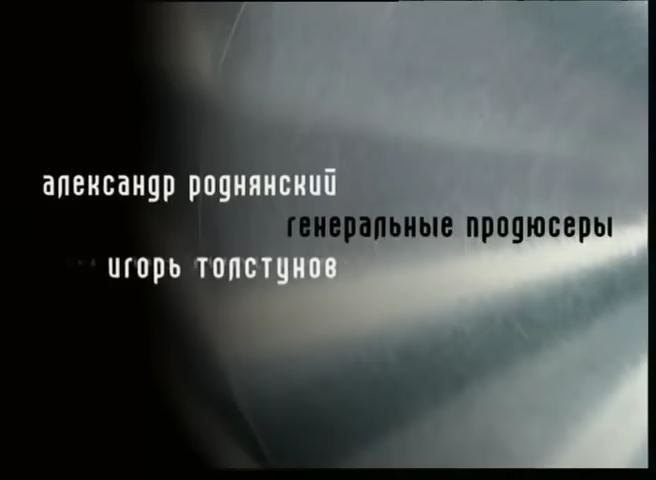 александр роднянский
генеральные продюсеры
игорь толстунов